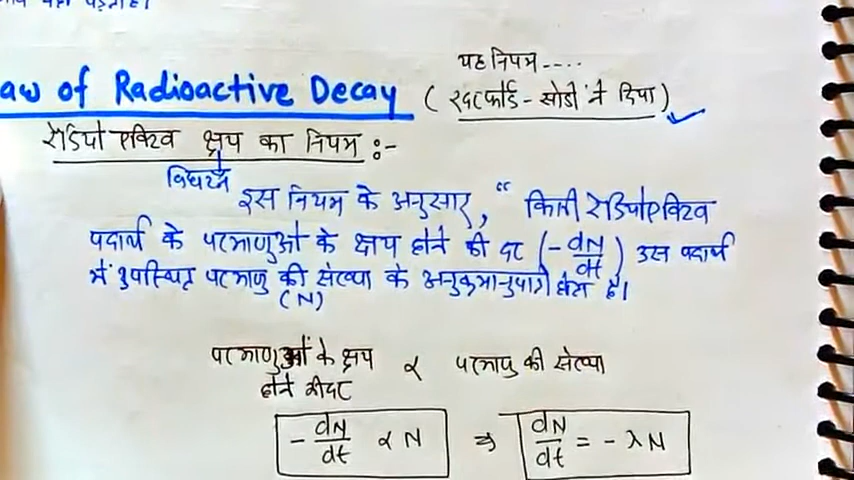 यह नियम ----
aw of Radioactive Decay ( रदरफोर्ड - सोडी ने दिया )
रेडियो एक्टिव क्षय का नियम :-
विघटन
इस नियम के अनुसार, “ किसी रेडियोएक्टिव
पदार्थ के परमाणुओं के क्षय होने की दर (-dN/dt) उस पदार्थ
में उपस्थित परमाणु की संख्या के अनुक्रमानुपाती होता है।
(N)
परमाणुओं के क्षय ∝ परमाणु की संख्या
होने की दर
-dN/dt ∝ N ⇒ dN/dt = - λN